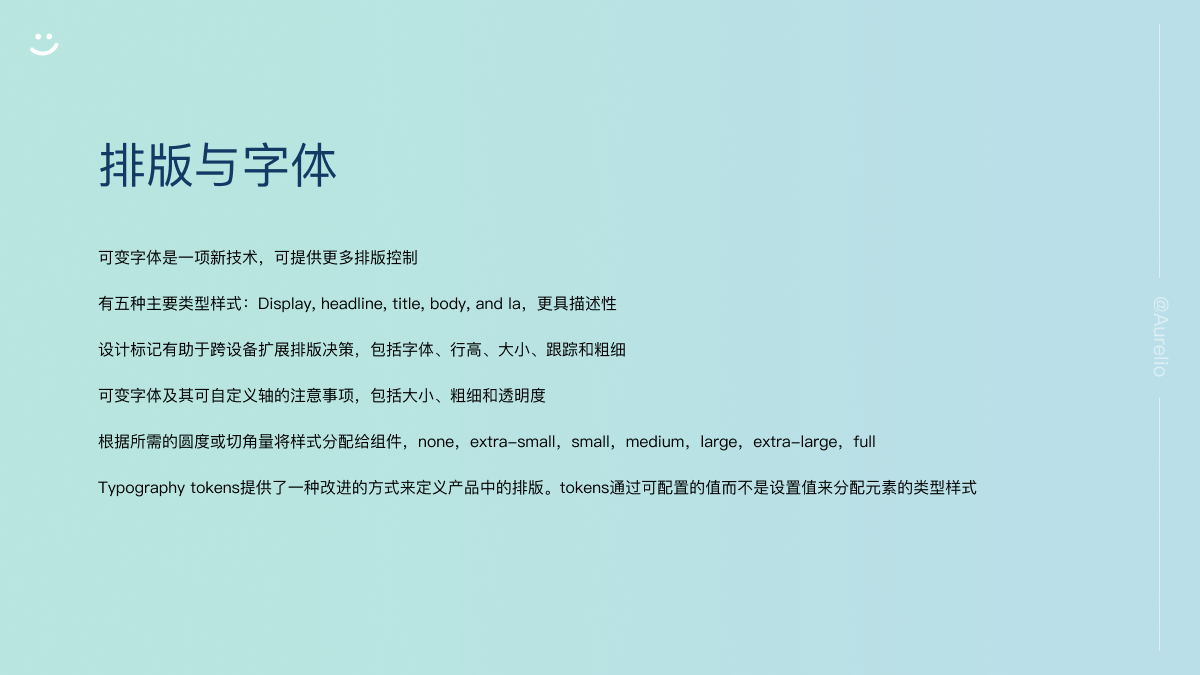 排版与字体
可变字体是一项新技术，可提供更多排版控制
有五种主要类型样式：Display, headline, title, body, and la，更具描述性
设计标记有助于跨设备扩展排版决策，包括字体、行高、大小、跟踪和粗细
可变字体及其可自定义轴的注意事项，包括大小、粗细和透明度
根据所需的圆度或切角量将样式分配给组件，none，extra-small，small，medium，large，extra-large，full
Typography tokens提供了一种改进的方式来定义产品中的排版。tokens通过可配置的值而不是设置值来分配元素的类型样式
@Aurelio